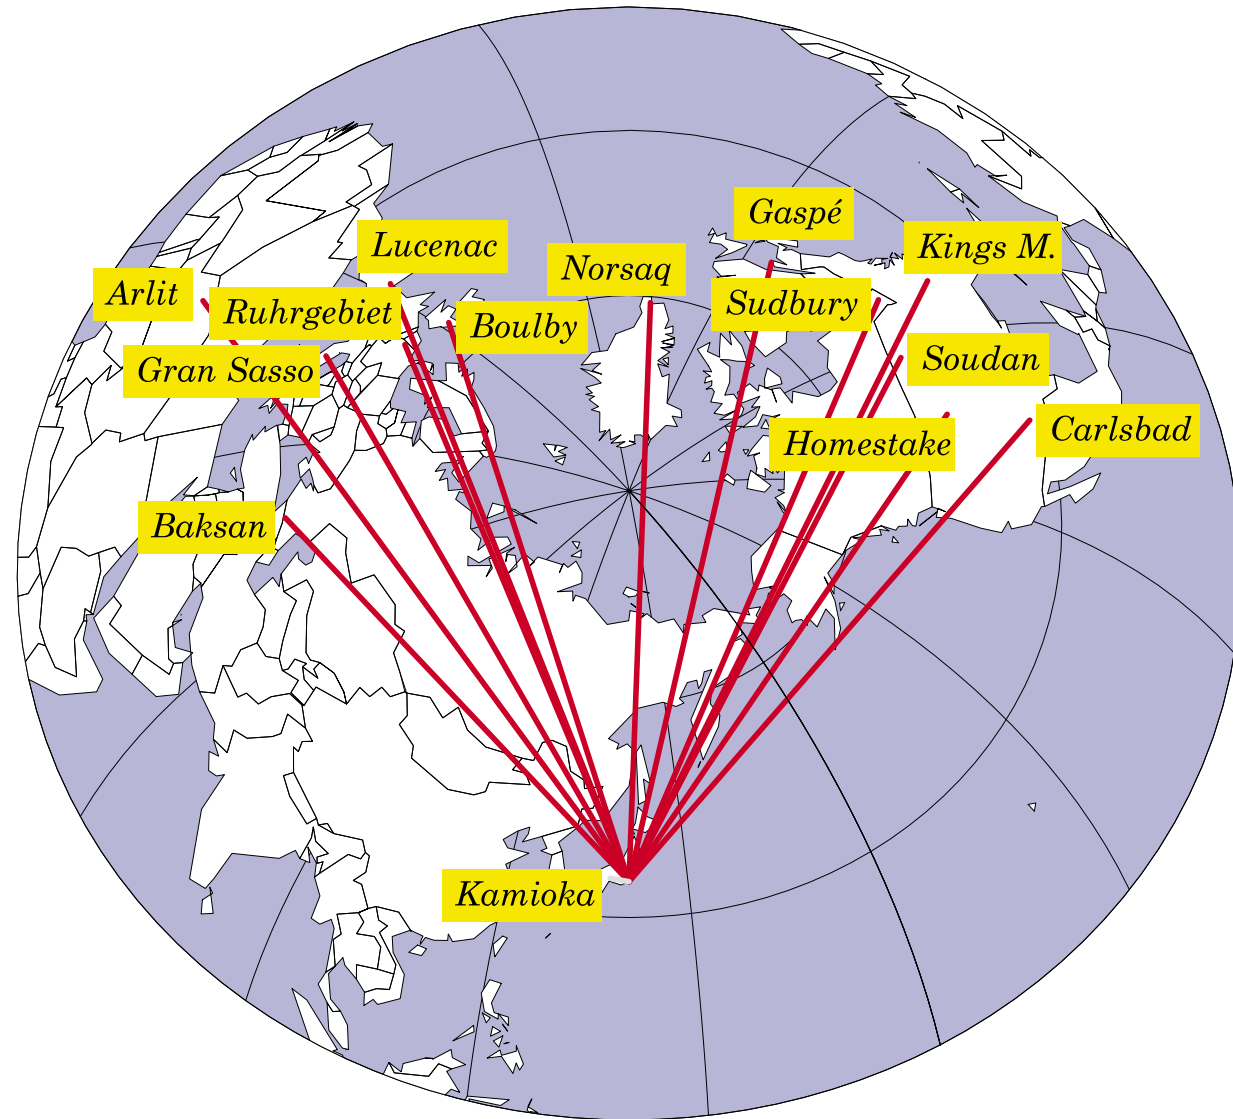 Gaspé
Lucenac
Kings M.
Norsaq
Arlit
Ruhrgebiet
Sudbury
Boulby
Gran Sasso
Soudan
Homestake
Carlsbad
Baksan
Kamioka